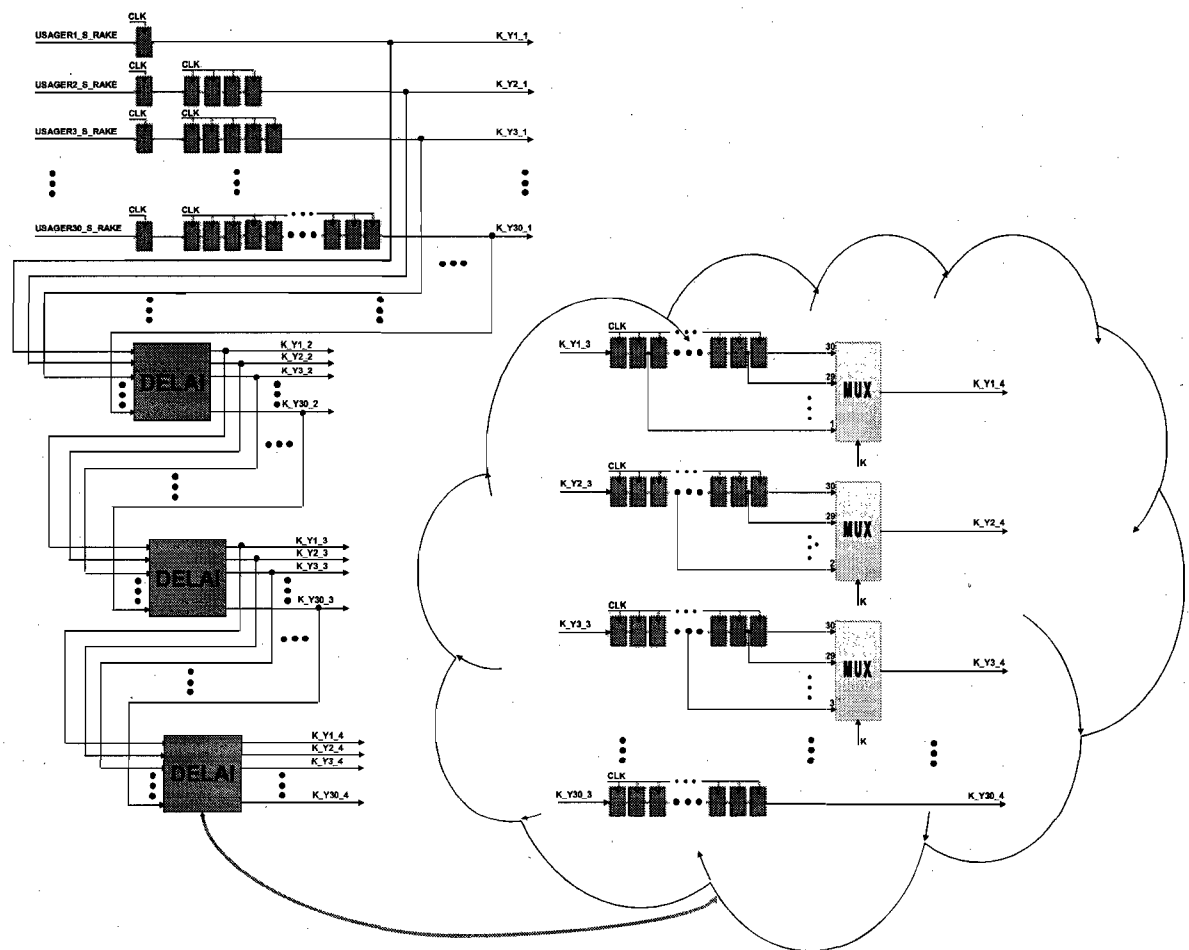 CLK
USAGER1_S_RAKE
K_Y1_1
CLK
CLK
USAGER2_S_RAKE
K_Y2_1
CLK
CLK
USAGER3_S_RAKE
K_Y3_1
CLK
CLK
USAGER30_S_RAKE
K_Y30_1
DELAI
K_Y1_2
K_Y2_2
K_Y3_2
K_Y30_2
DELAI
K_Y1_3
K_Y2_3
K_Y3_3
K_Y30_3
DELAI
K_Y1_4
K_Y2_4
K_Y3_4
K_Y30_4
CLK
K_Y1_3
30
29
1
MUX
K
K_Y1_4
CLK
K_Y2_3
30
29
2
MUX
K
K_Y2_4
CLK
K_Y3_3
30
29
3
MUX
K
K_Y3_4
CLK
K_Y30_3
K_Y30_4